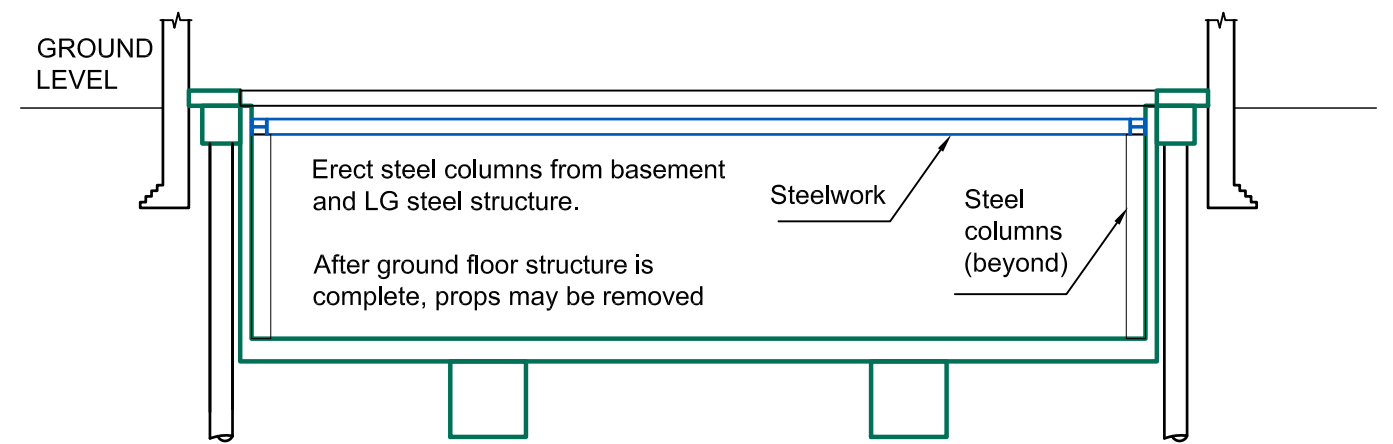 GROUND
LEVEL
Erect steel columns from basement
and LG steel structure.
After ground floor structure is
complete, props may be removed
Steelwork
Steel
columns
(beyond)